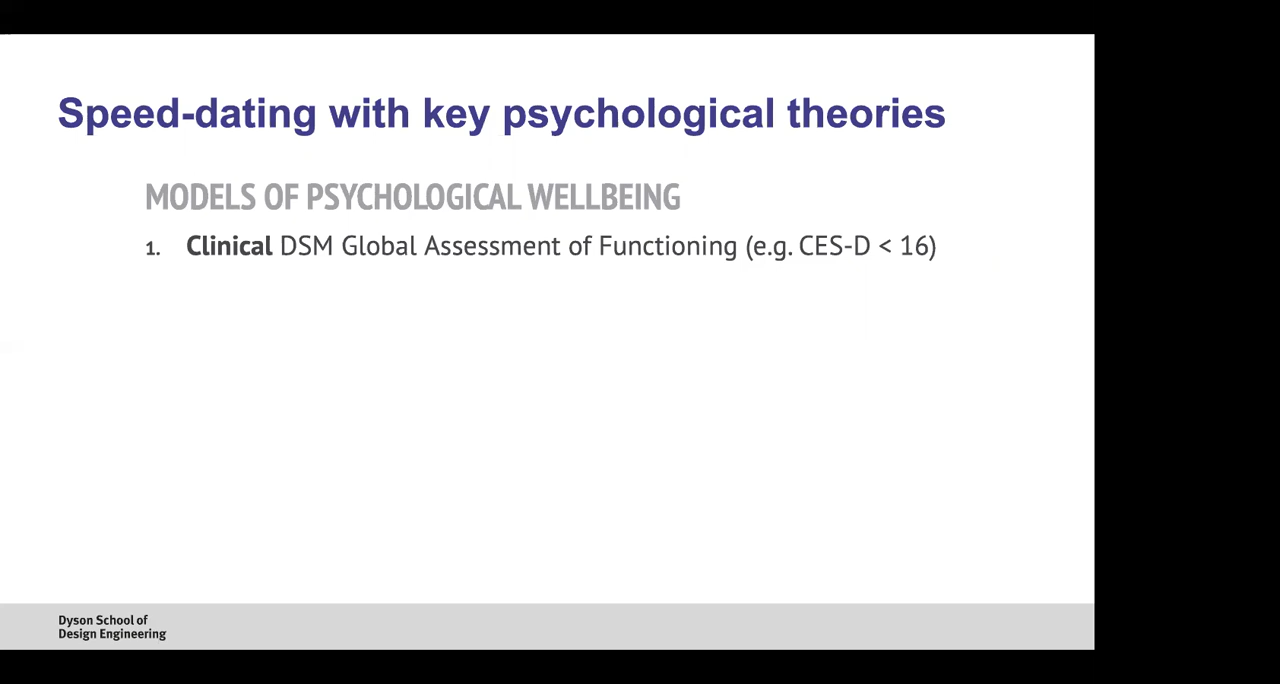 Speed-dating with key psychological theories
MODELS OF PSYCHOLOGICAL WELLBEING
1. Clinical DSM Global Assessment of Functioning (e.g. CES-D < 16)
Dyson School of
Design Engineering